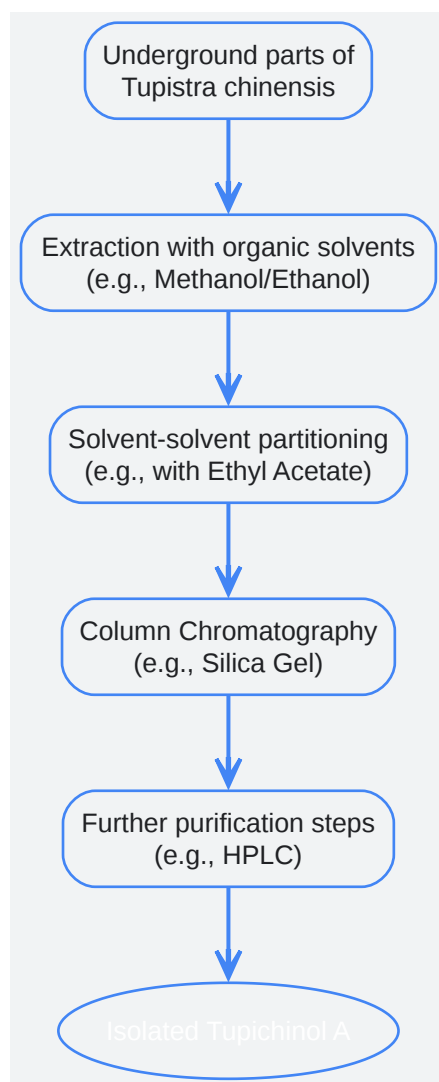 Underground parts of
Tupistra chinensis
Extraction with organic solvents
(e.g., Methanol/Ethanol)
Solvent-solvent partitioning
(e.g., with Ethyl Acetate)
Column Chromatography
(e.g., Silica Gel)
Further purification steps
(e.g., HPLC)
Isolated Tupichinol A